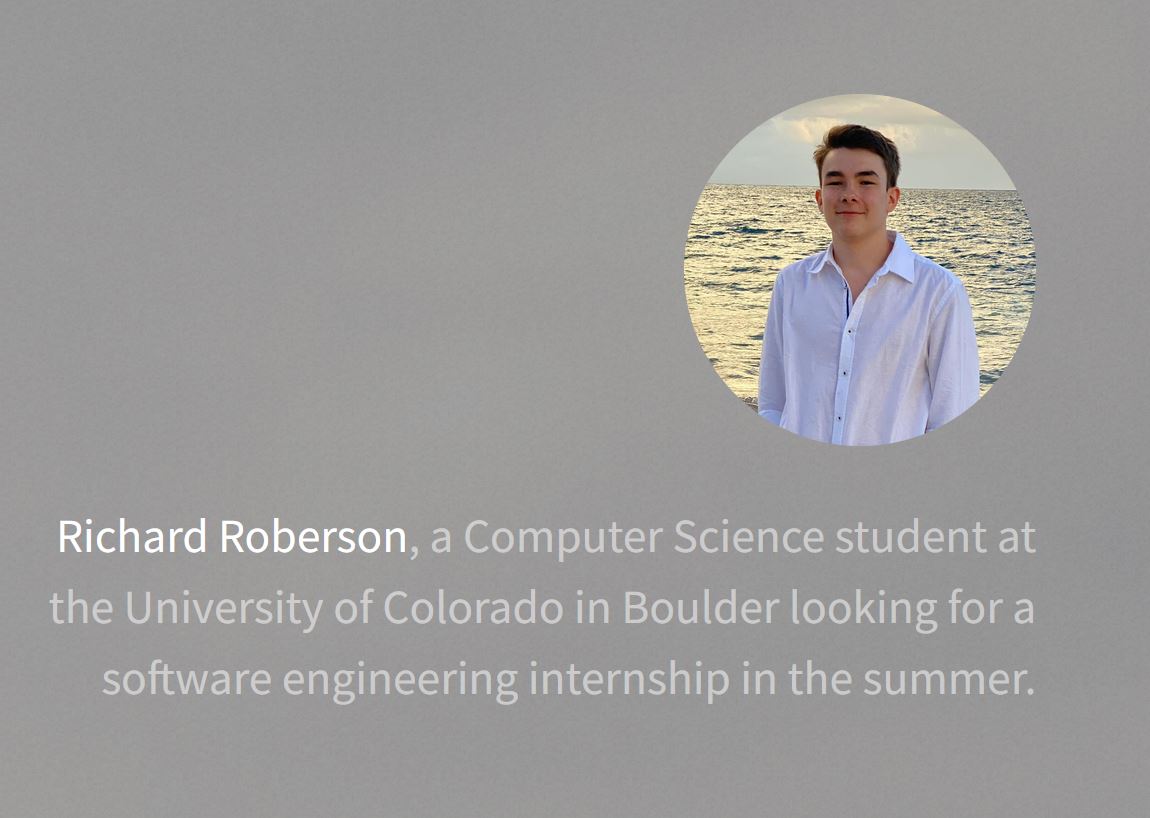 Richard Roberson, a Computer Science student at
the University of Colorado in Boulder looking for a
software engineering internship in the summer.